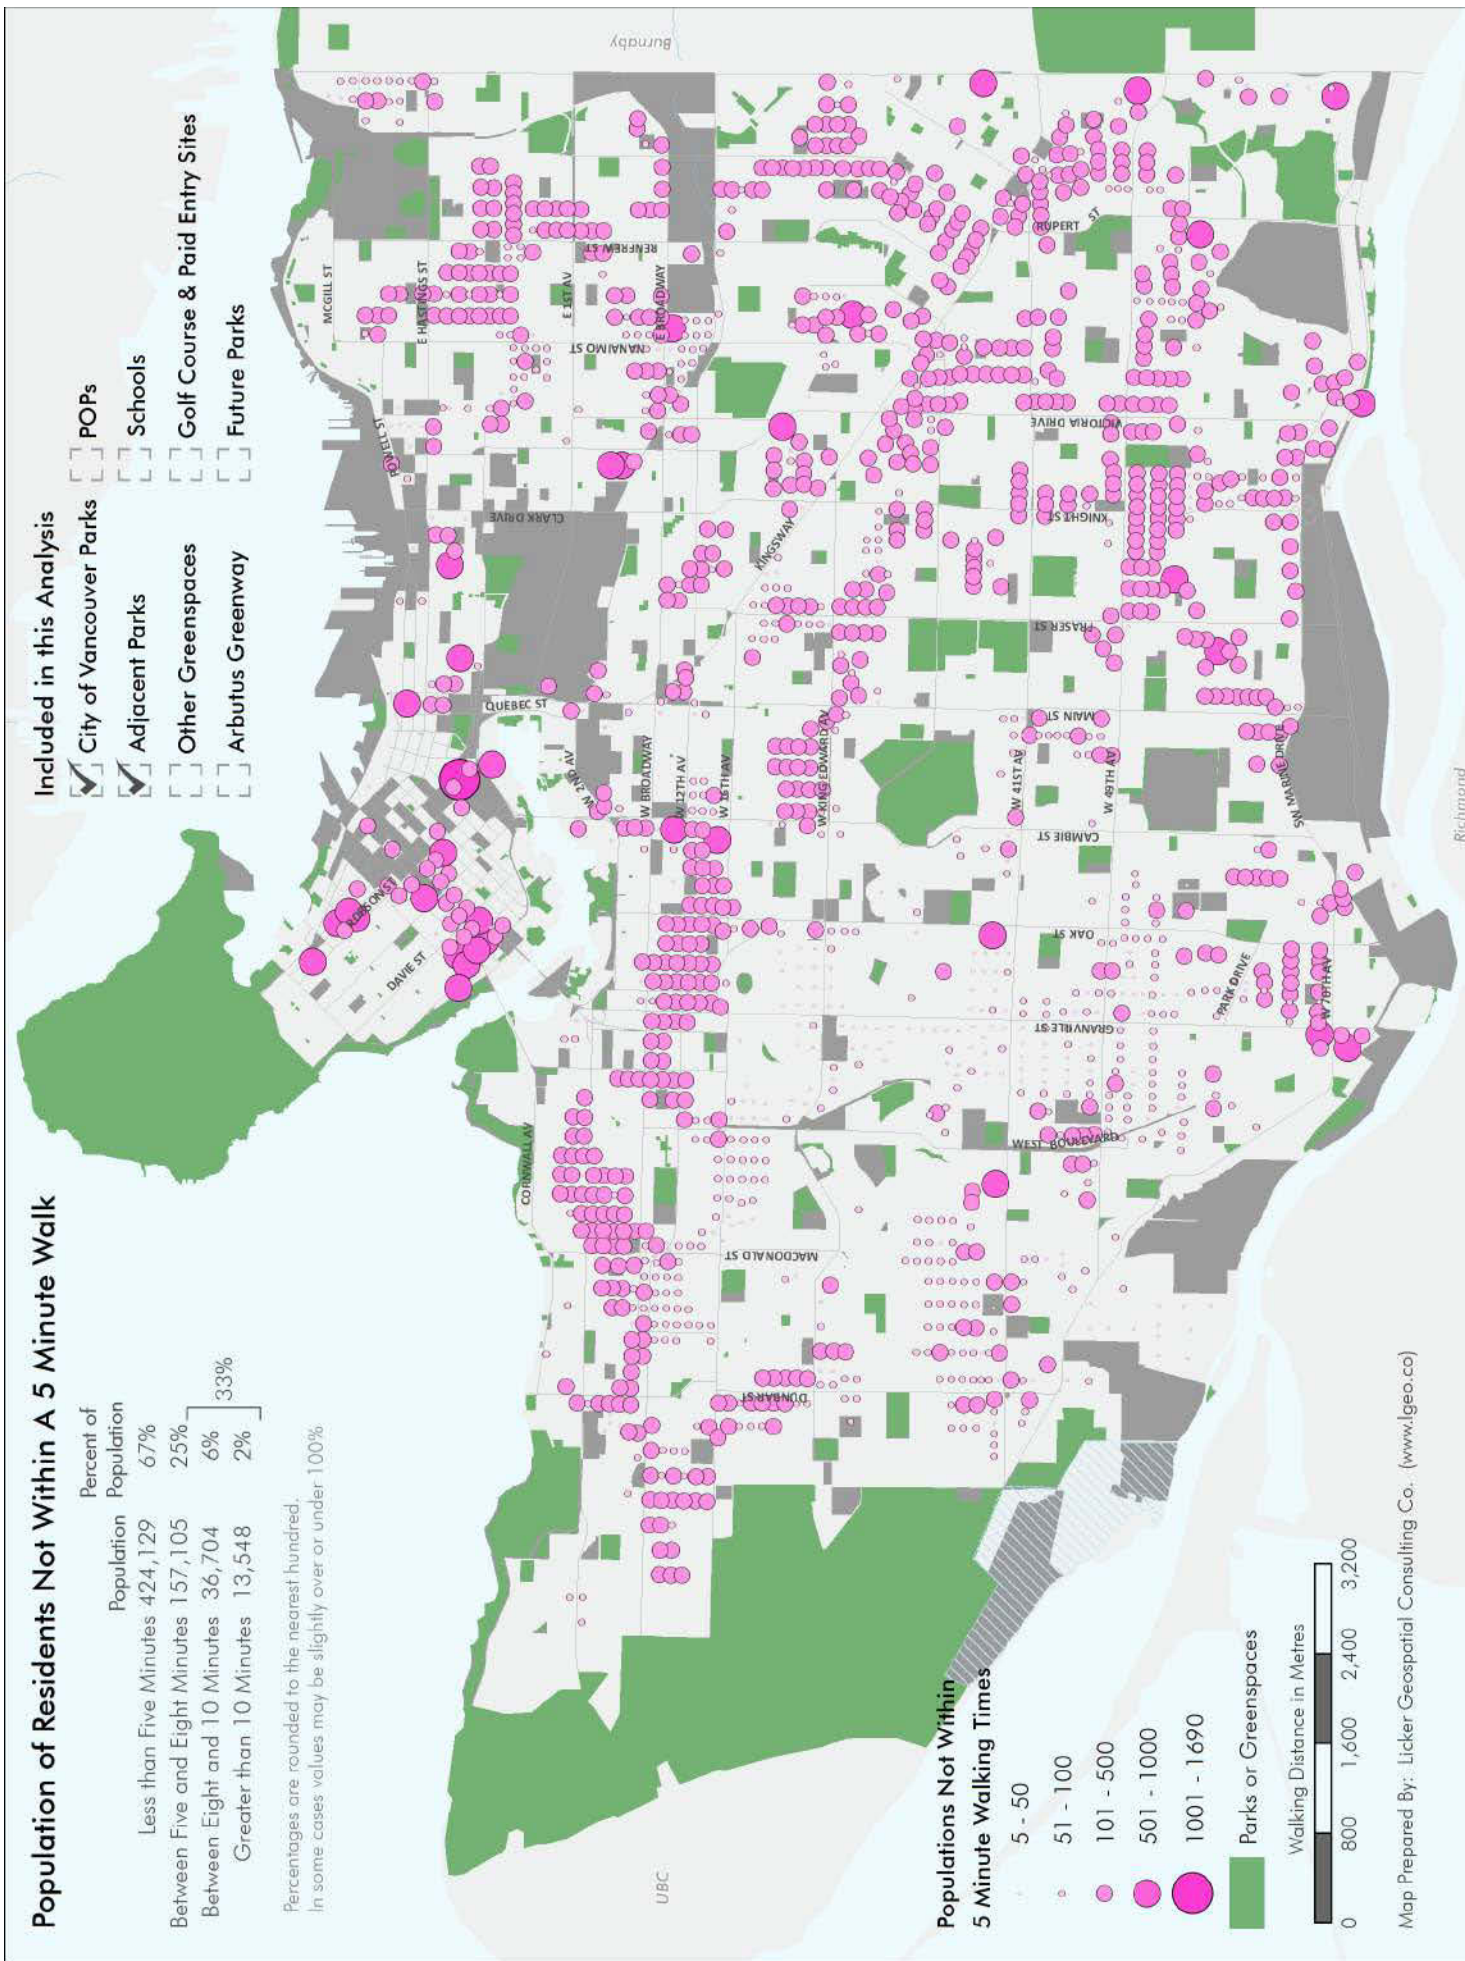 Population of Residents Not Within A 5 Minute Walk
Population
Percent of Population
Less than Five Minutes 424,129 67%
Between Five and Eight Minutes 157,105 25%
Between Eight and 10 Minutes 36,704 6%
Greater than 10 Minutes 13,548 2%
33%
Percentages are rounded to the nearest hundred.
In some cases values may be slightly over or under 100%
Included in this Analysis
City of Vancouver Parks
POPs
Adjacent Parks
Schools
Other Greenspaces
Golf Course & Paid Entry Sites
Arbutus Greenway
Future Parks
MCGILL ST
POWELL ST
E HASTINGS ST
ROBSON ST
DAVIE ST
QUEBEC ST
CLARK DRIVE
RENFREW ST
E 1ST AV
NANAIMO ST
CORNWALL AV
W 2ND AV
W BROADWAY
E BROADWAY
W 12TH AV
W 16TH AV
KINGSWAY
MACDONALD ST
DUNBAR ST
W KING EDWARD AV
VICTORIA DRIVE
KNIGHT ST
FRASER ST
MAIN ST
CAMBIE ST
OAK ST
GRANVILLE ST
WEST BOULEVARD
W 41ST AV
W 49TH AV
RUPERT ST
PARK DRIVE
W 70TH AV
SW MARINE DRIVE
Burnaby
Richmond
UBC
Populations Not Within
5 Minute Walking Times
5 - 50
51 - 100
101 - 500
501 - 1000
1001 - 1690
Parks or Greenspaces
Walking Distance in Metres
0 800 1,600 2,400 3,200
Map Prepared By: Licker Geospatial Consulting Co. (www.lgeo.co)